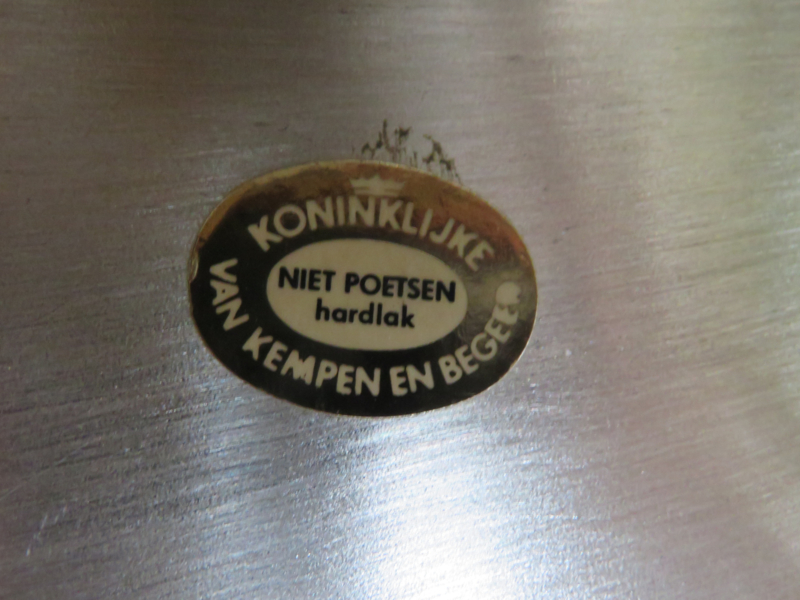 KONINKLIJKE
NIET POETSEN
hardlak
VAN KEMPEN EN BEGEER